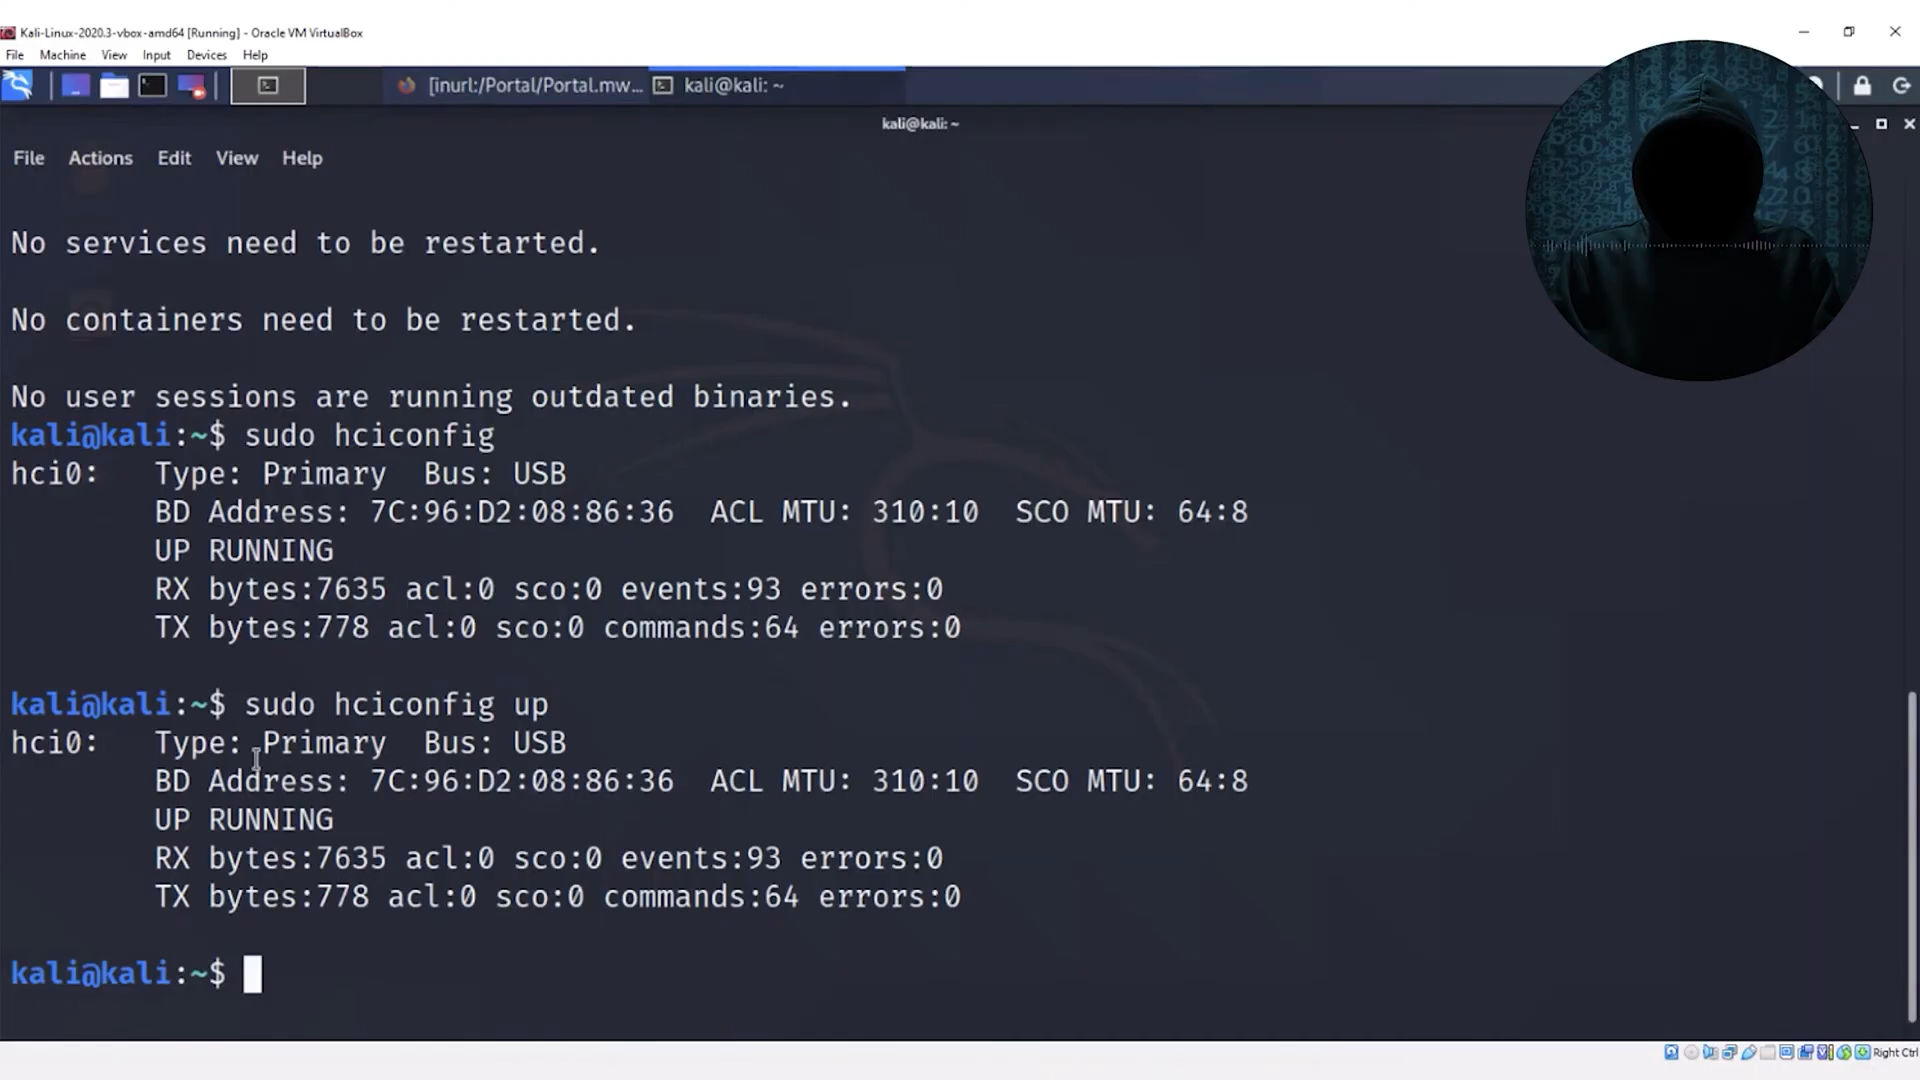 Kali-Linux-2020.3-vbox-amd64 [Running] - Oracle VM VirtualBox
File Machine View Input Devices Help
[inurl:/Portal/Portal.mw... kali@kali: ~
kali@kali: ~
File Actions Edit View Help
No services need to be restarted.
No containers need to be restarted.
No user sessions are running outdated binaries.
kali@kali:~$ sudo hciconfig
hci0: Type: Primary Bus: USB
BD Address: 7C:96:D2:08:86:36 ACL MTU: 310:10 SCO MTU: 64:8
UP RUNNING
RX bytes:7635 acl:0 sco:0 events:93 errors:0
TX bytes:778 acl:0 sco:0 commands:64 errors:0
kali@kali:~$ sudo hciconfig up
hci0: Type: Primary Bus: USB
BD Address: 7C:96:D2:08:86:36 ACL MTU: 310:10 SCO MTU: 64:8
UP RUNNING
RX bytes:7635 acl:0 sco:0 events:93 errors:0
TX bytes:778 acl:0 sco:0 commands:64 errors:0
kali@kali:~$
Right Ctrl